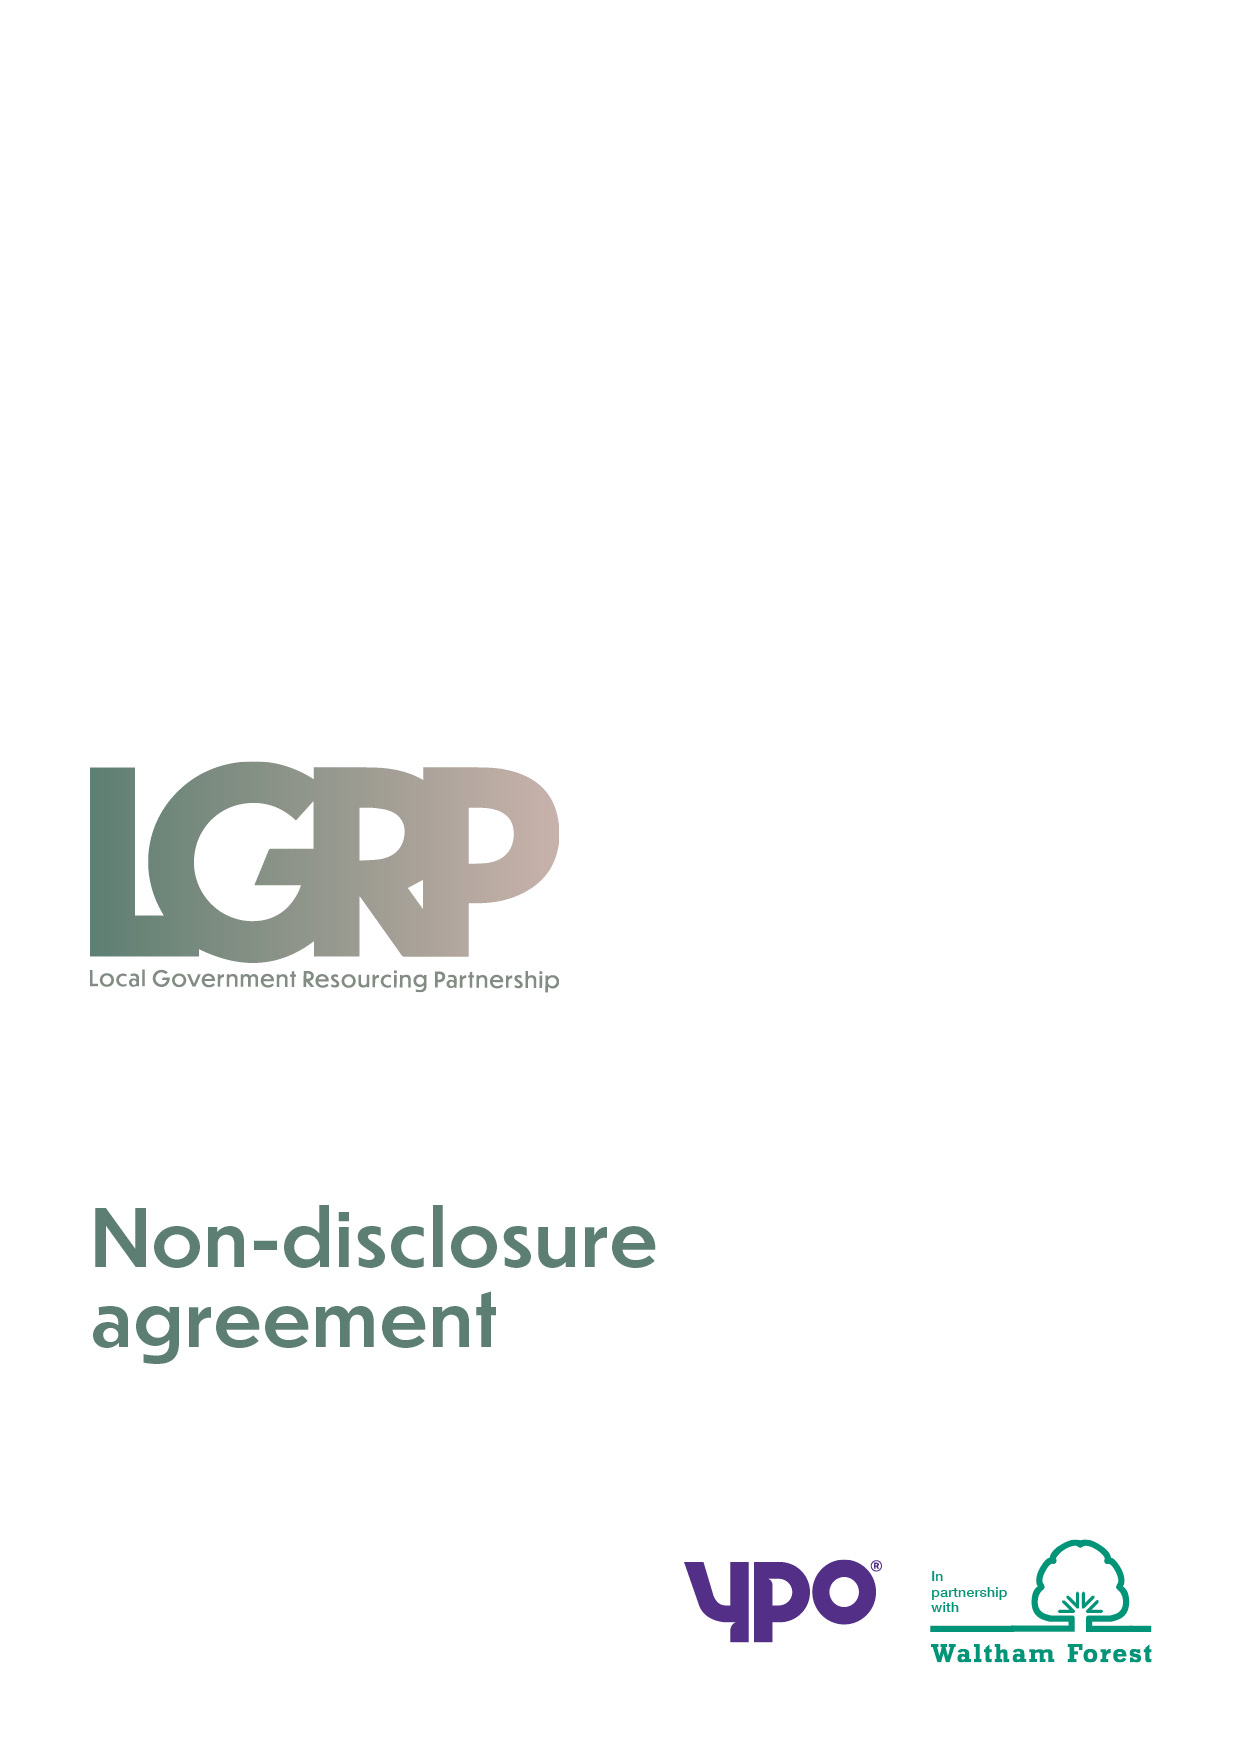 LGRP
Local Government Resourcing Partnership
Non-disclosure
agreement
ypo®
In
partnership
with
Waltham Forest